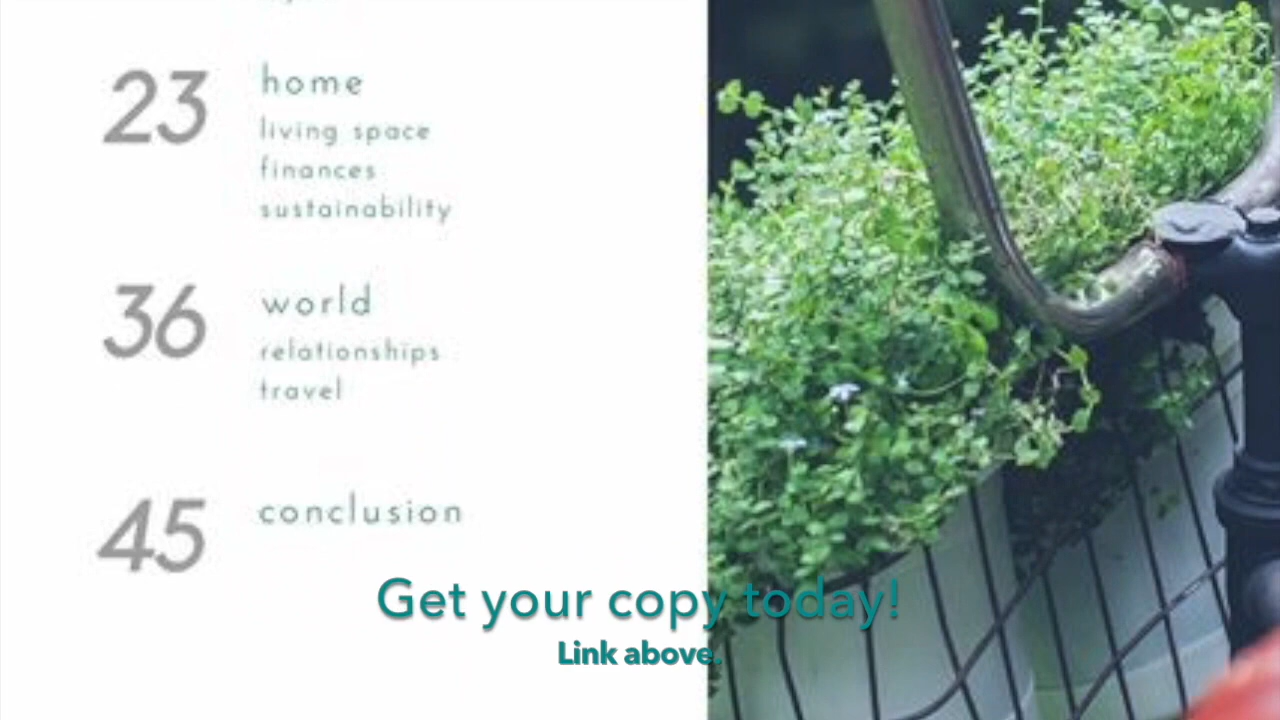 23 home
living space
finances
sustainability
36 world
relationships
travel
45 conclusion
Get your copy today!
Link above.